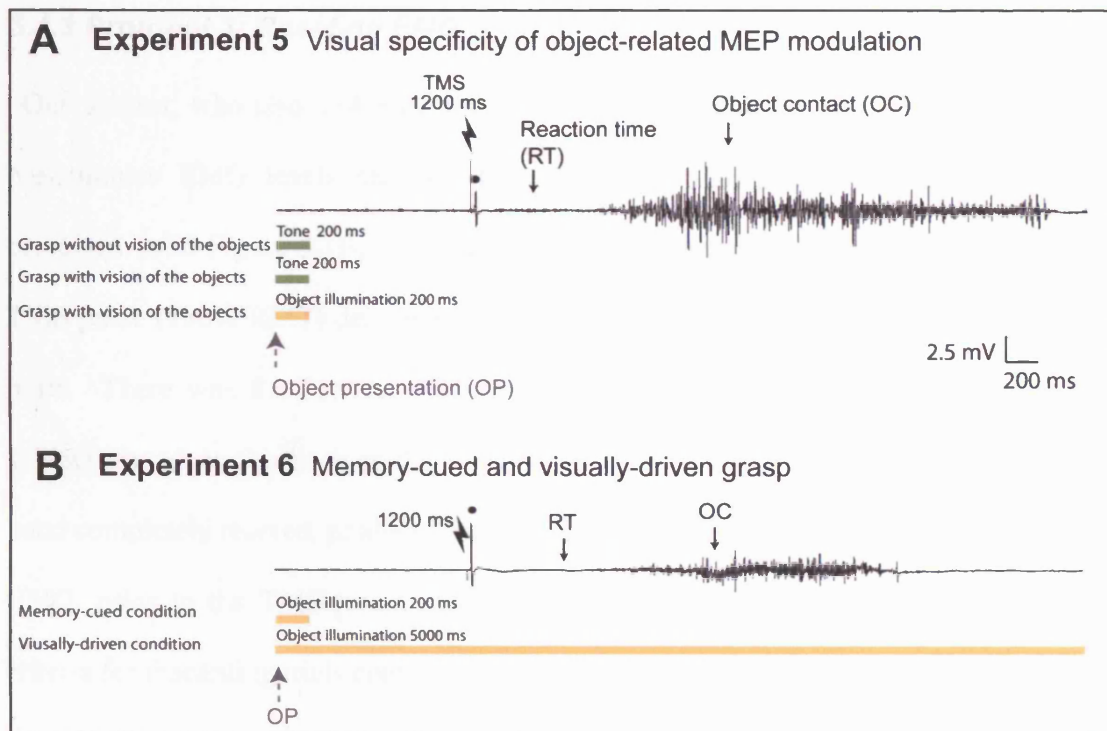 A Experiment 5 Visual specificity of object-related MEP modulation
TMS
1200 ms
Object contact (OC)
Reaction time
(RT)
Tone 200 ms
Grasp without vision of the objects
Tone 200 ms
Grasp with vision of the objects
Object illumination 200 ms
Grasp with vision of the objects
2.5 mV
200 ms
Object presentation (OP)
B Experiment 6 Memory-cued and visually-driven grasp
1200 ms
RT
OC
Object illumination 200 ms
Memory-cued condition
Object illumination 5000 ms
Viusally-driven condition
OP